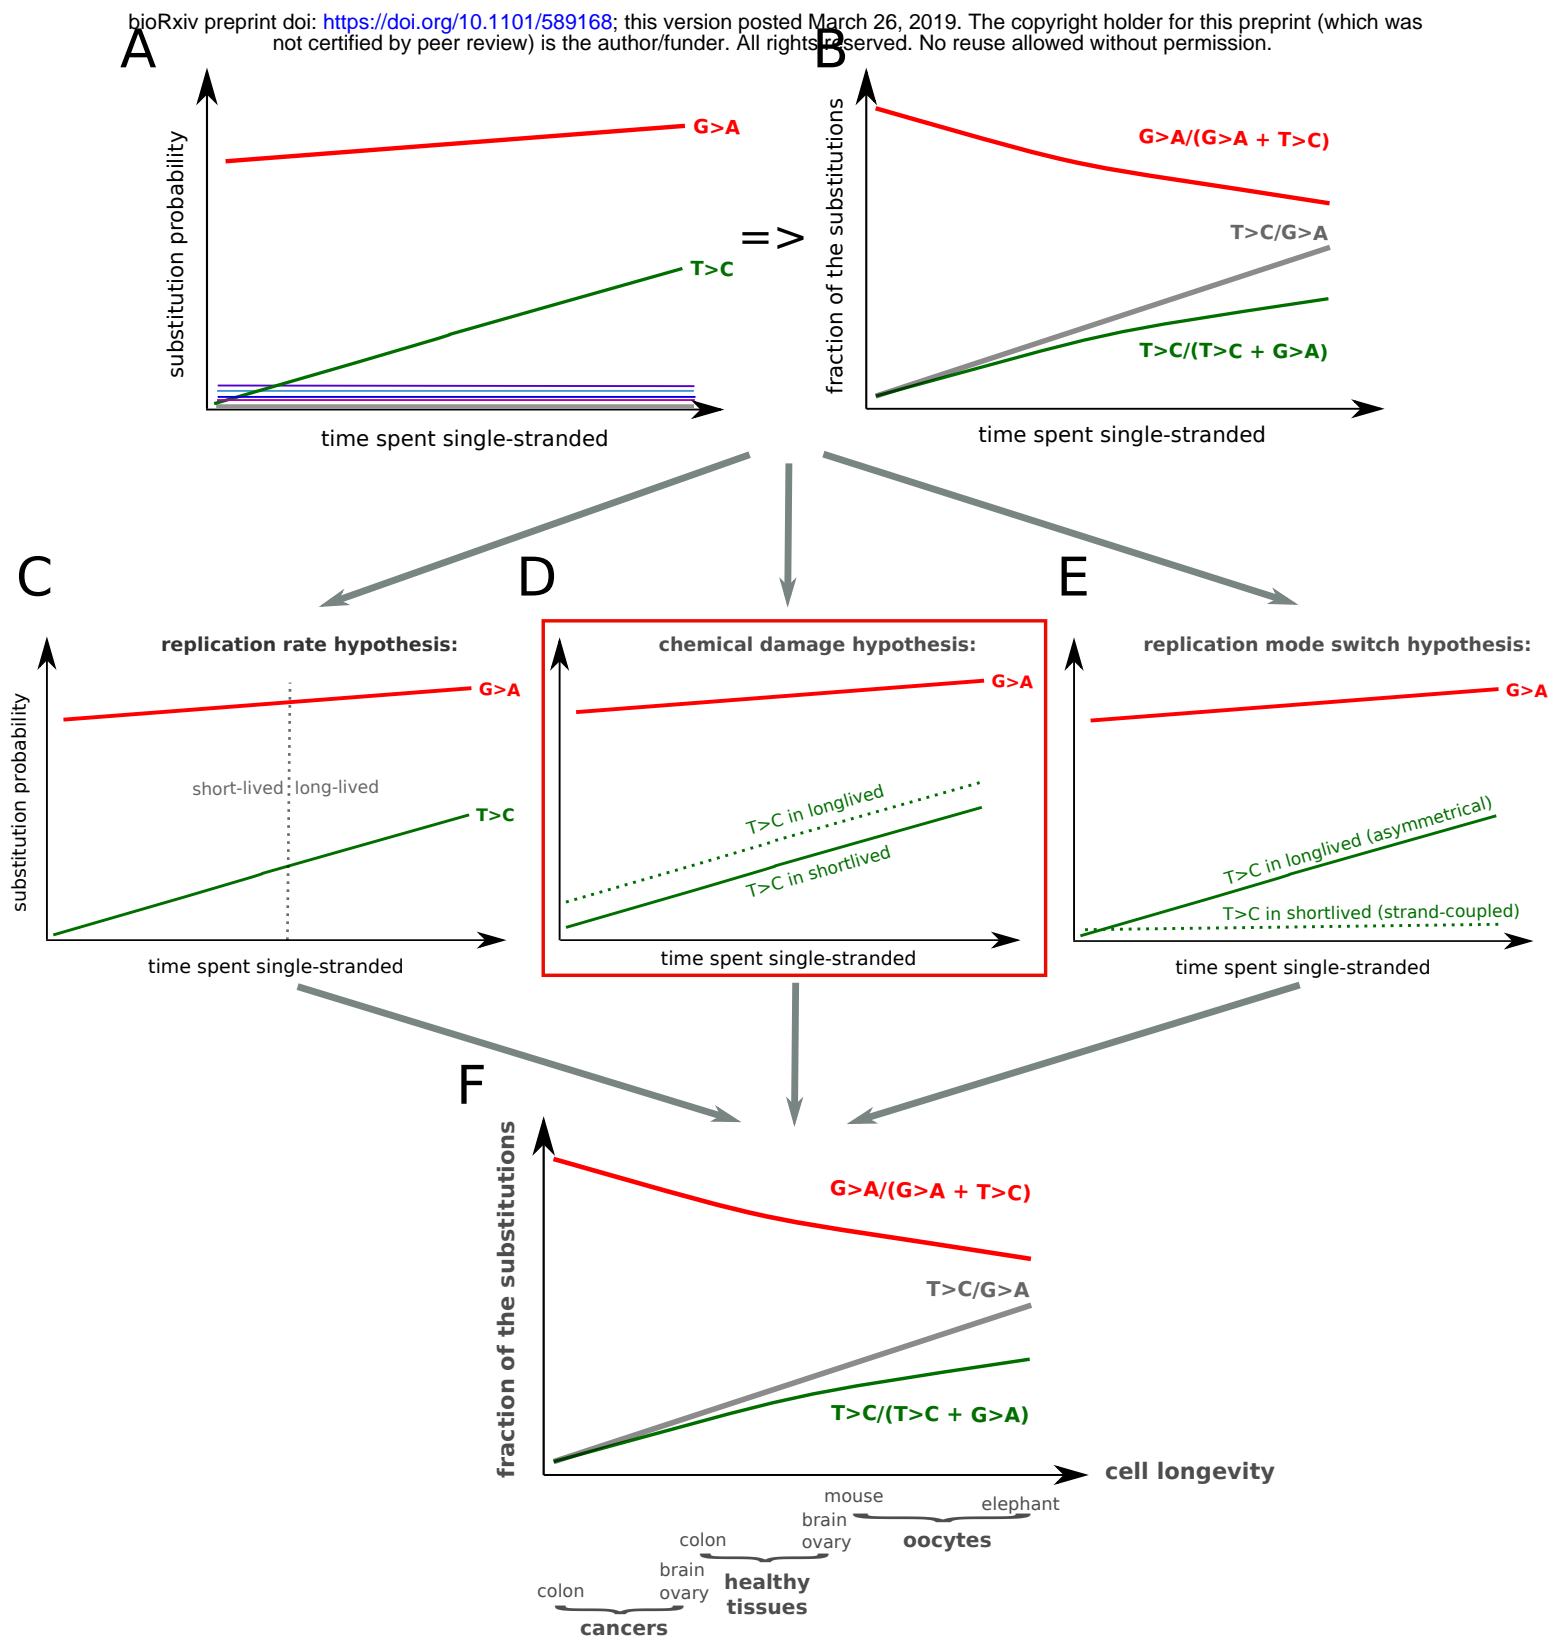 bioRxiv preprint doi: https://doi.org/10.1101/589168; this version posted March 26, 2019. The copyright holder for this preprint (which was
not certified by peer review) is the author/funder. All rights reserved. No reuse allowed without permission.
A
substitution probability
G>A
T>C
time spent single-stranded
=>
B
fraction of the substitutions
G>A/(G>A + T>C)
T>C/G>A
T>C/(T>C + G>A)
time spent single-stranded
C
replication rate hypothesis:
substitution probability
G>A
short-lived
long-lived
T>C
time spent single-stranded
D
chemical damage hypothesis:
G>A
T>C in longlived
T>C in shortlived
time spent single-stranded
E
replication mode switch hypothesis:
G>A
T>C in longlived (asymmetrical)
T>C in shortlived (strand-coupled)
time spent single-stranded
F
fraction of the substitutions
G>A/(G>A + T>C)
T>C/G>A
T>C/(T>C + G>A)
cell longevity
mouse
elephant
oocytes
brain
ovary
colon
healthy
tissues
brain
ovary
colon
cancers